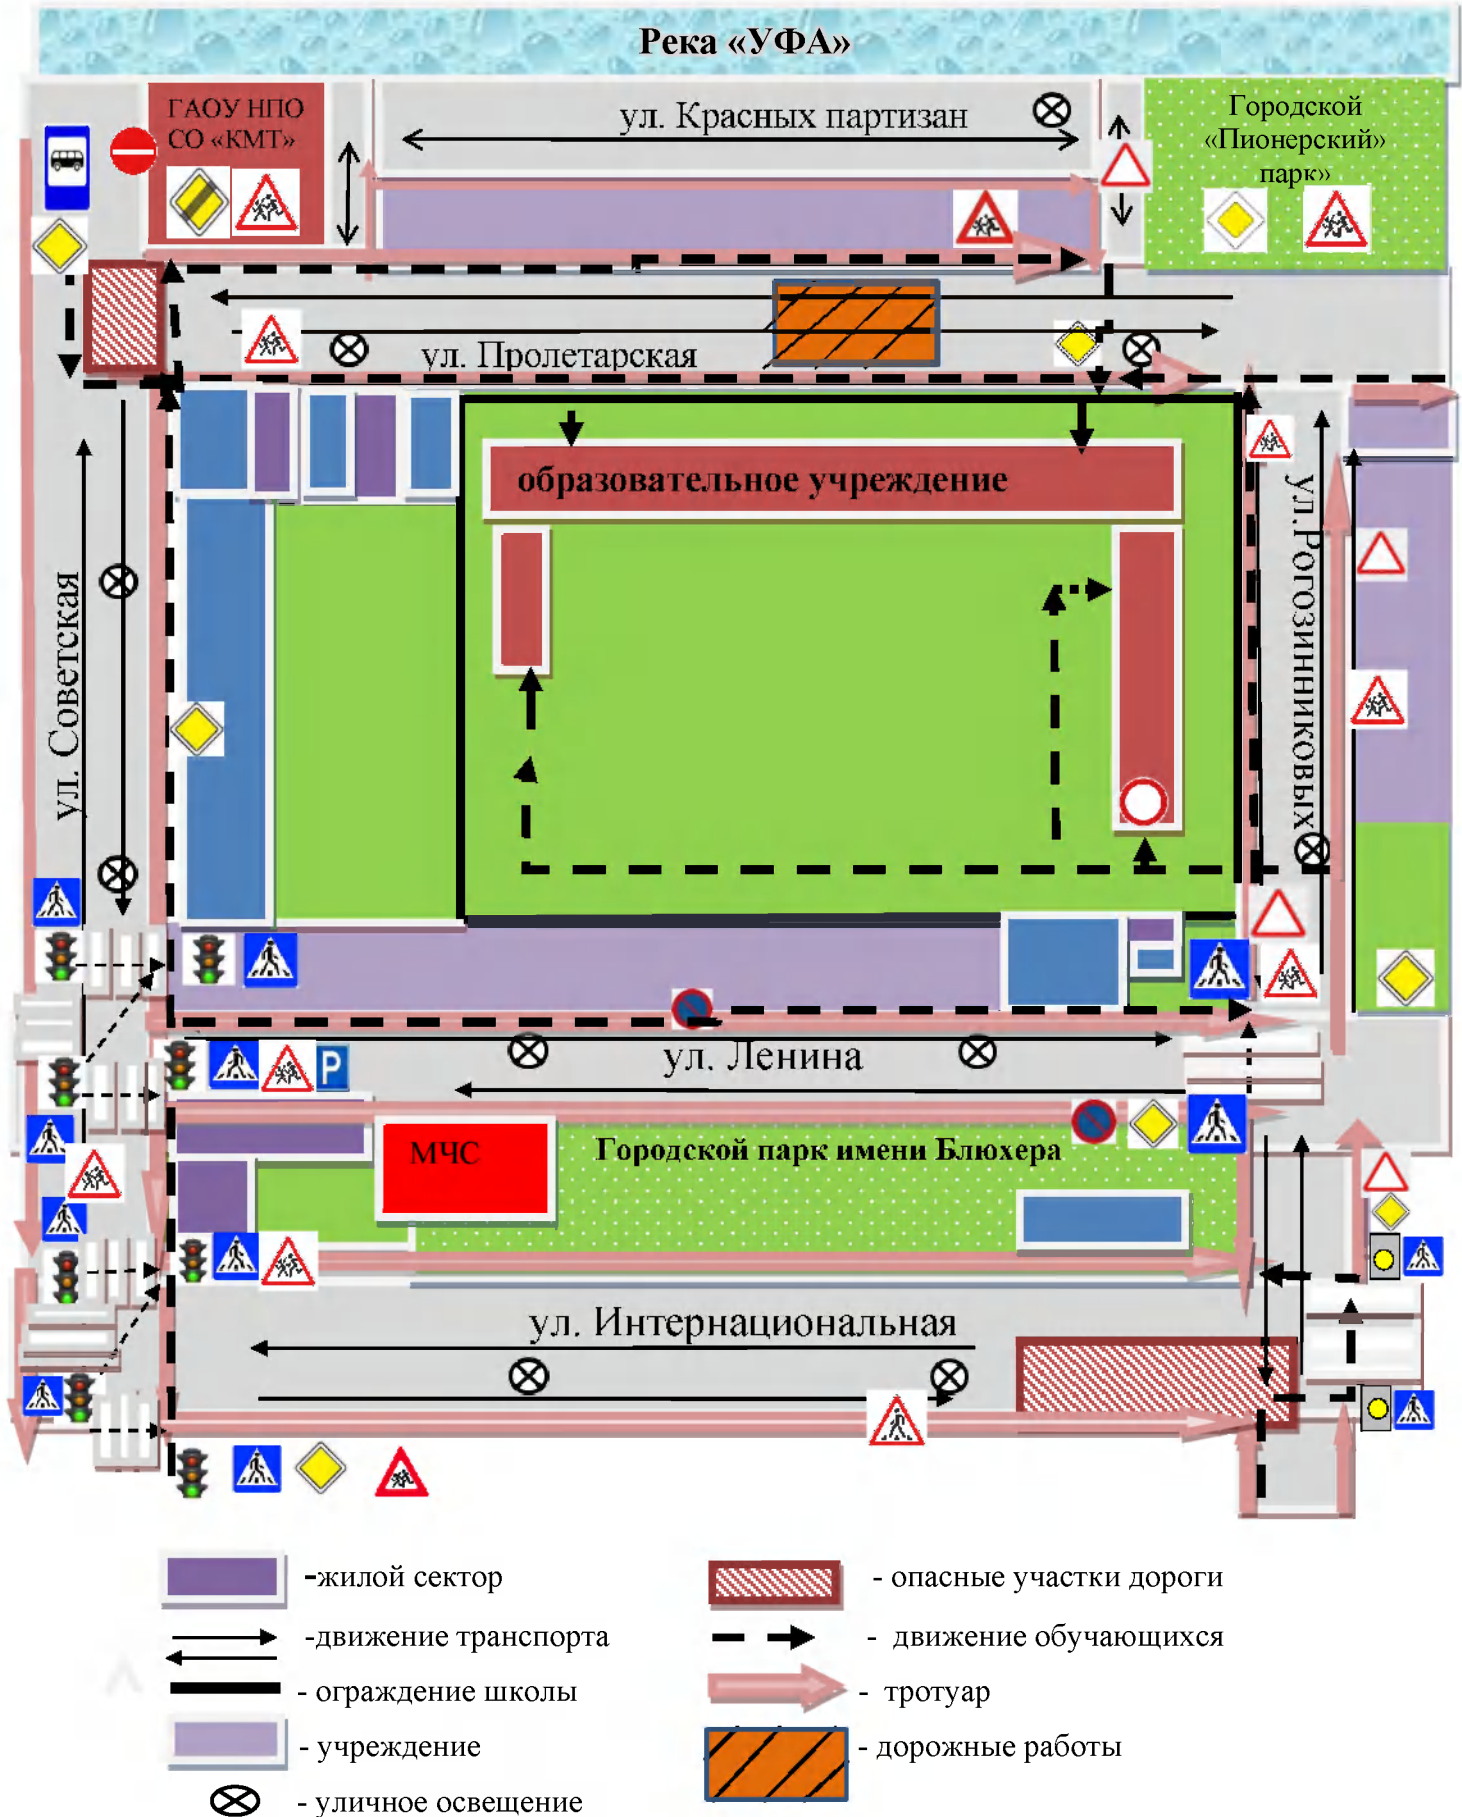 Река «УФА»
ГАОУ НПО
СО «КМТ»
ул. Красных партизан
Городской
«Пионерский»
парк»
ул. Пролетарская
образовательное учреждение
ул. Советская
ул.Рогозинниковых
ул. Ленина
P
МЧС
Городской парк имени Блюхера
ул. Интернациональная
-жилой сектор
- опасные участки дороги
-движение транспорта
- движение обучающихся
- ограждение школы
- тротуар
- учреждение
- дорожные работы
- уличное освещение